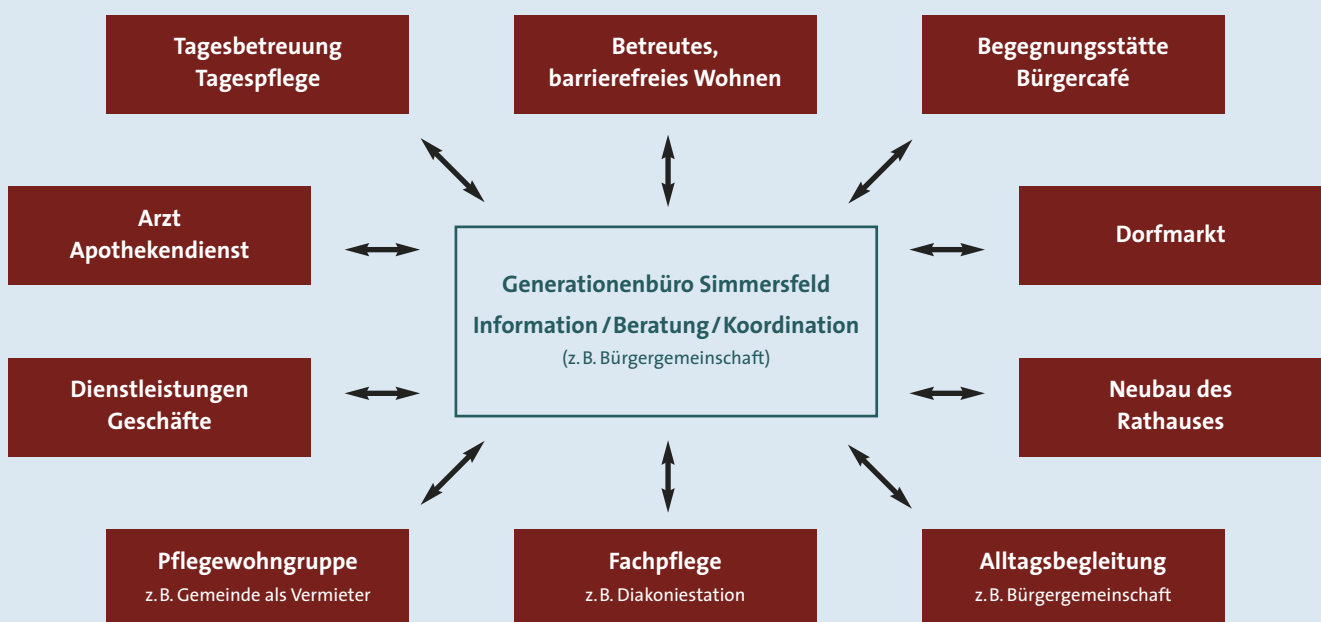 Tagesbetreuung
Tagespflege
Betreutes,
barrierefreies Wohnen
Begegnungsstätte
Bürgercafé
Arzt
Apothekendienst
Dorfmarkt
Generationenbüro Simmersfeld
Information / Beratung / Koordination
(z. B. Bürgergemeinschaft)
Dienstleistungen
Geschäfte
Neubau des
Rathauses
Pflegewohngruppe
z. B. Gemeinde als Vermieter
Fachpflege
z. B. Diakoniestation
Alltagsbegleitung
z. B. Bürgergemeinschaft